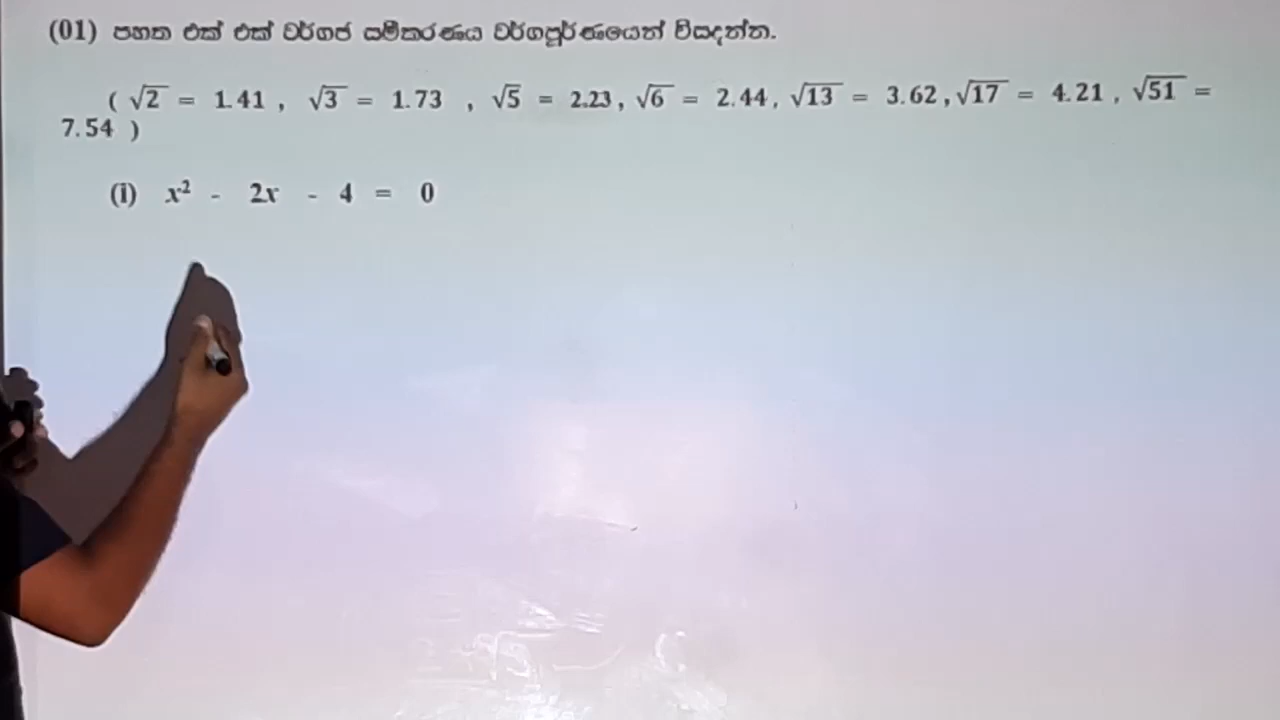 (01) පහත එක් එක් වර්ගජ සමීකරණය වර්ගපූර්ණයෙන් විසදන්න.
( √2 = 1.41 , √3 = 1.73 , √5 = 2.23, √6 = 2.44, √13 = 3.62 , √17 = 4.21 , √51 =
7.54 )
(i) x² - 2x - 4 = 0